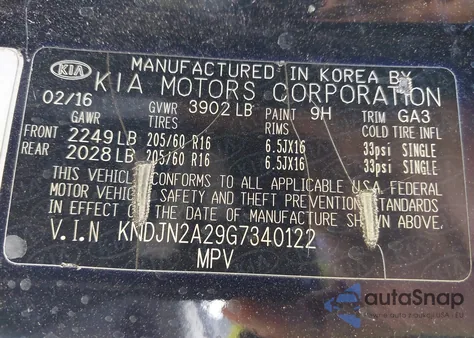 KIA MANUFACTURED IN KOREA BY
KIA MOTORS CORPORATION
02/16 GVWR 3902 LB PAINT 9H TRIM GA3
GAWR TIRES RIMS COLD TIRE INFL
FRONT 2249 LB 205/60 R16 6.5JX16 33psi SINGLE
REAR 2028 LB 205/60 R16 6.5JX16 33psi SINGLE
THIS VEHICLE CONFORMS TO ALL APPLICABLE U.S.A. FEDERAL
MOTOR VEHICLE SAFETY AND THEFT PREVENTION STANDARDS
IN EFFECT ON THE DATE OF MANUFACTURE SHOWN ABOVE.
V.I.N KNDJN2A29G7340122
MPV
autoSnap